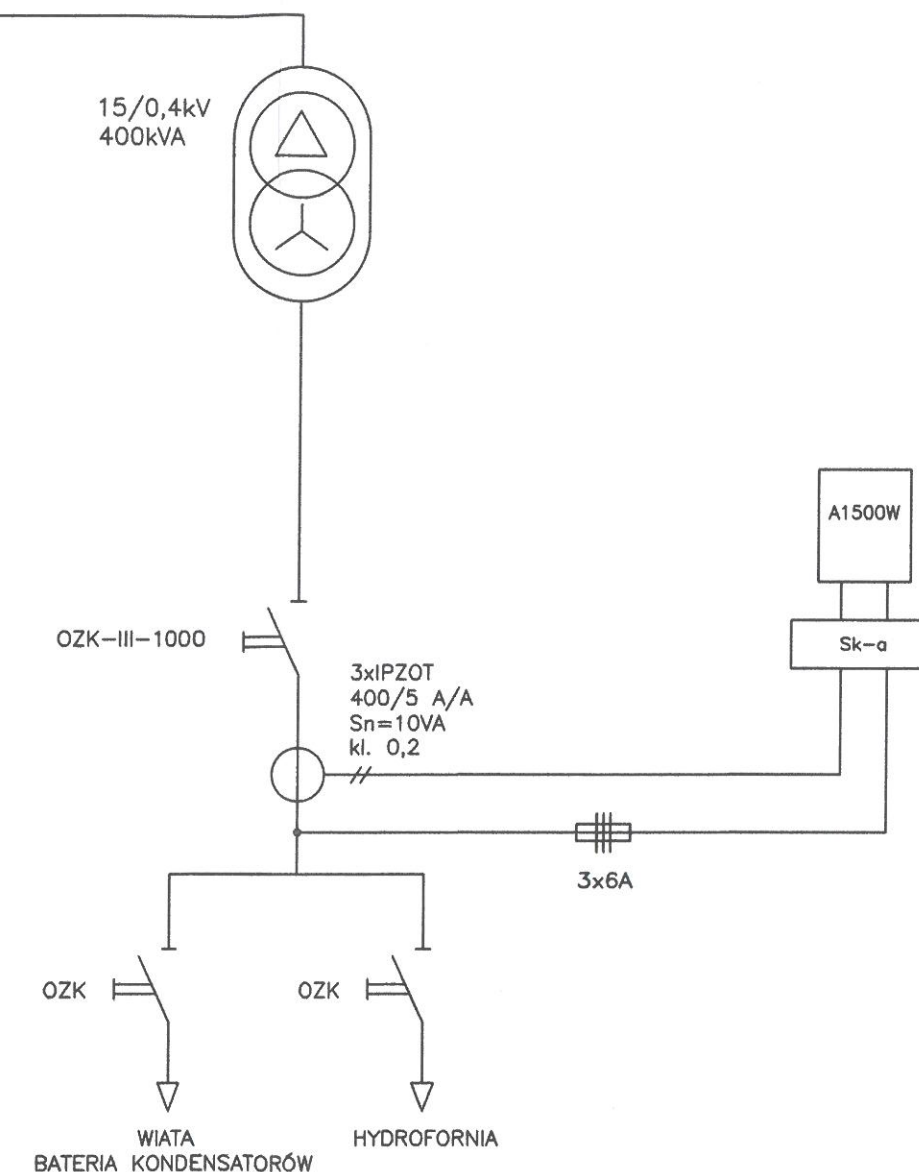 15/0,4kV
400kVA
A1500W
Sk-a
OZK-III-1000
3xIPZOT
400/5 A/A
Sn=10VA
kl. 0,2
3x6A
OZK
OZK
WIATA
BATERIA KONDENSATORÓW
HYDROFORNIA